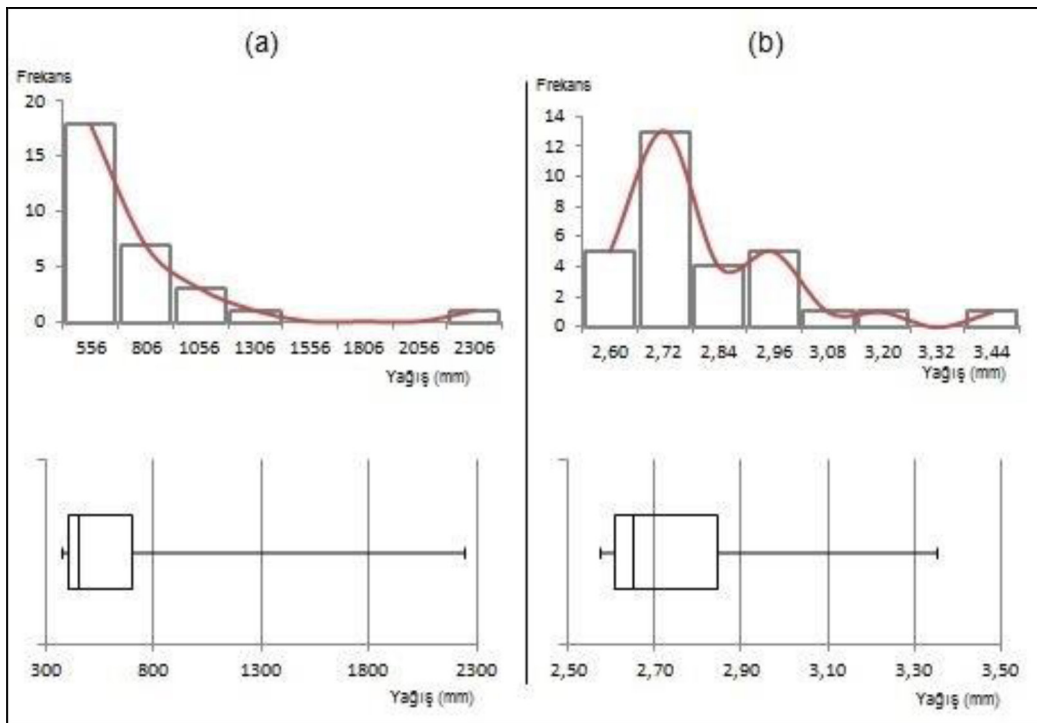 (a)
Frekans
20
15
10
5
0
556 806 1056 1306 1556 1806 2056 2306
Yağış (mm)
300 800 1300 1800 2300
Yağış (mm)
(b)
Frekans
14
12
10
8
6
4
2
0
2,60 2,72 2,84 2,96 3,08 3,20 3,32 3,44
Yağış (mm)
2,50 2,70 2,90 3,10 3,30 3,50
Yağış (mm)